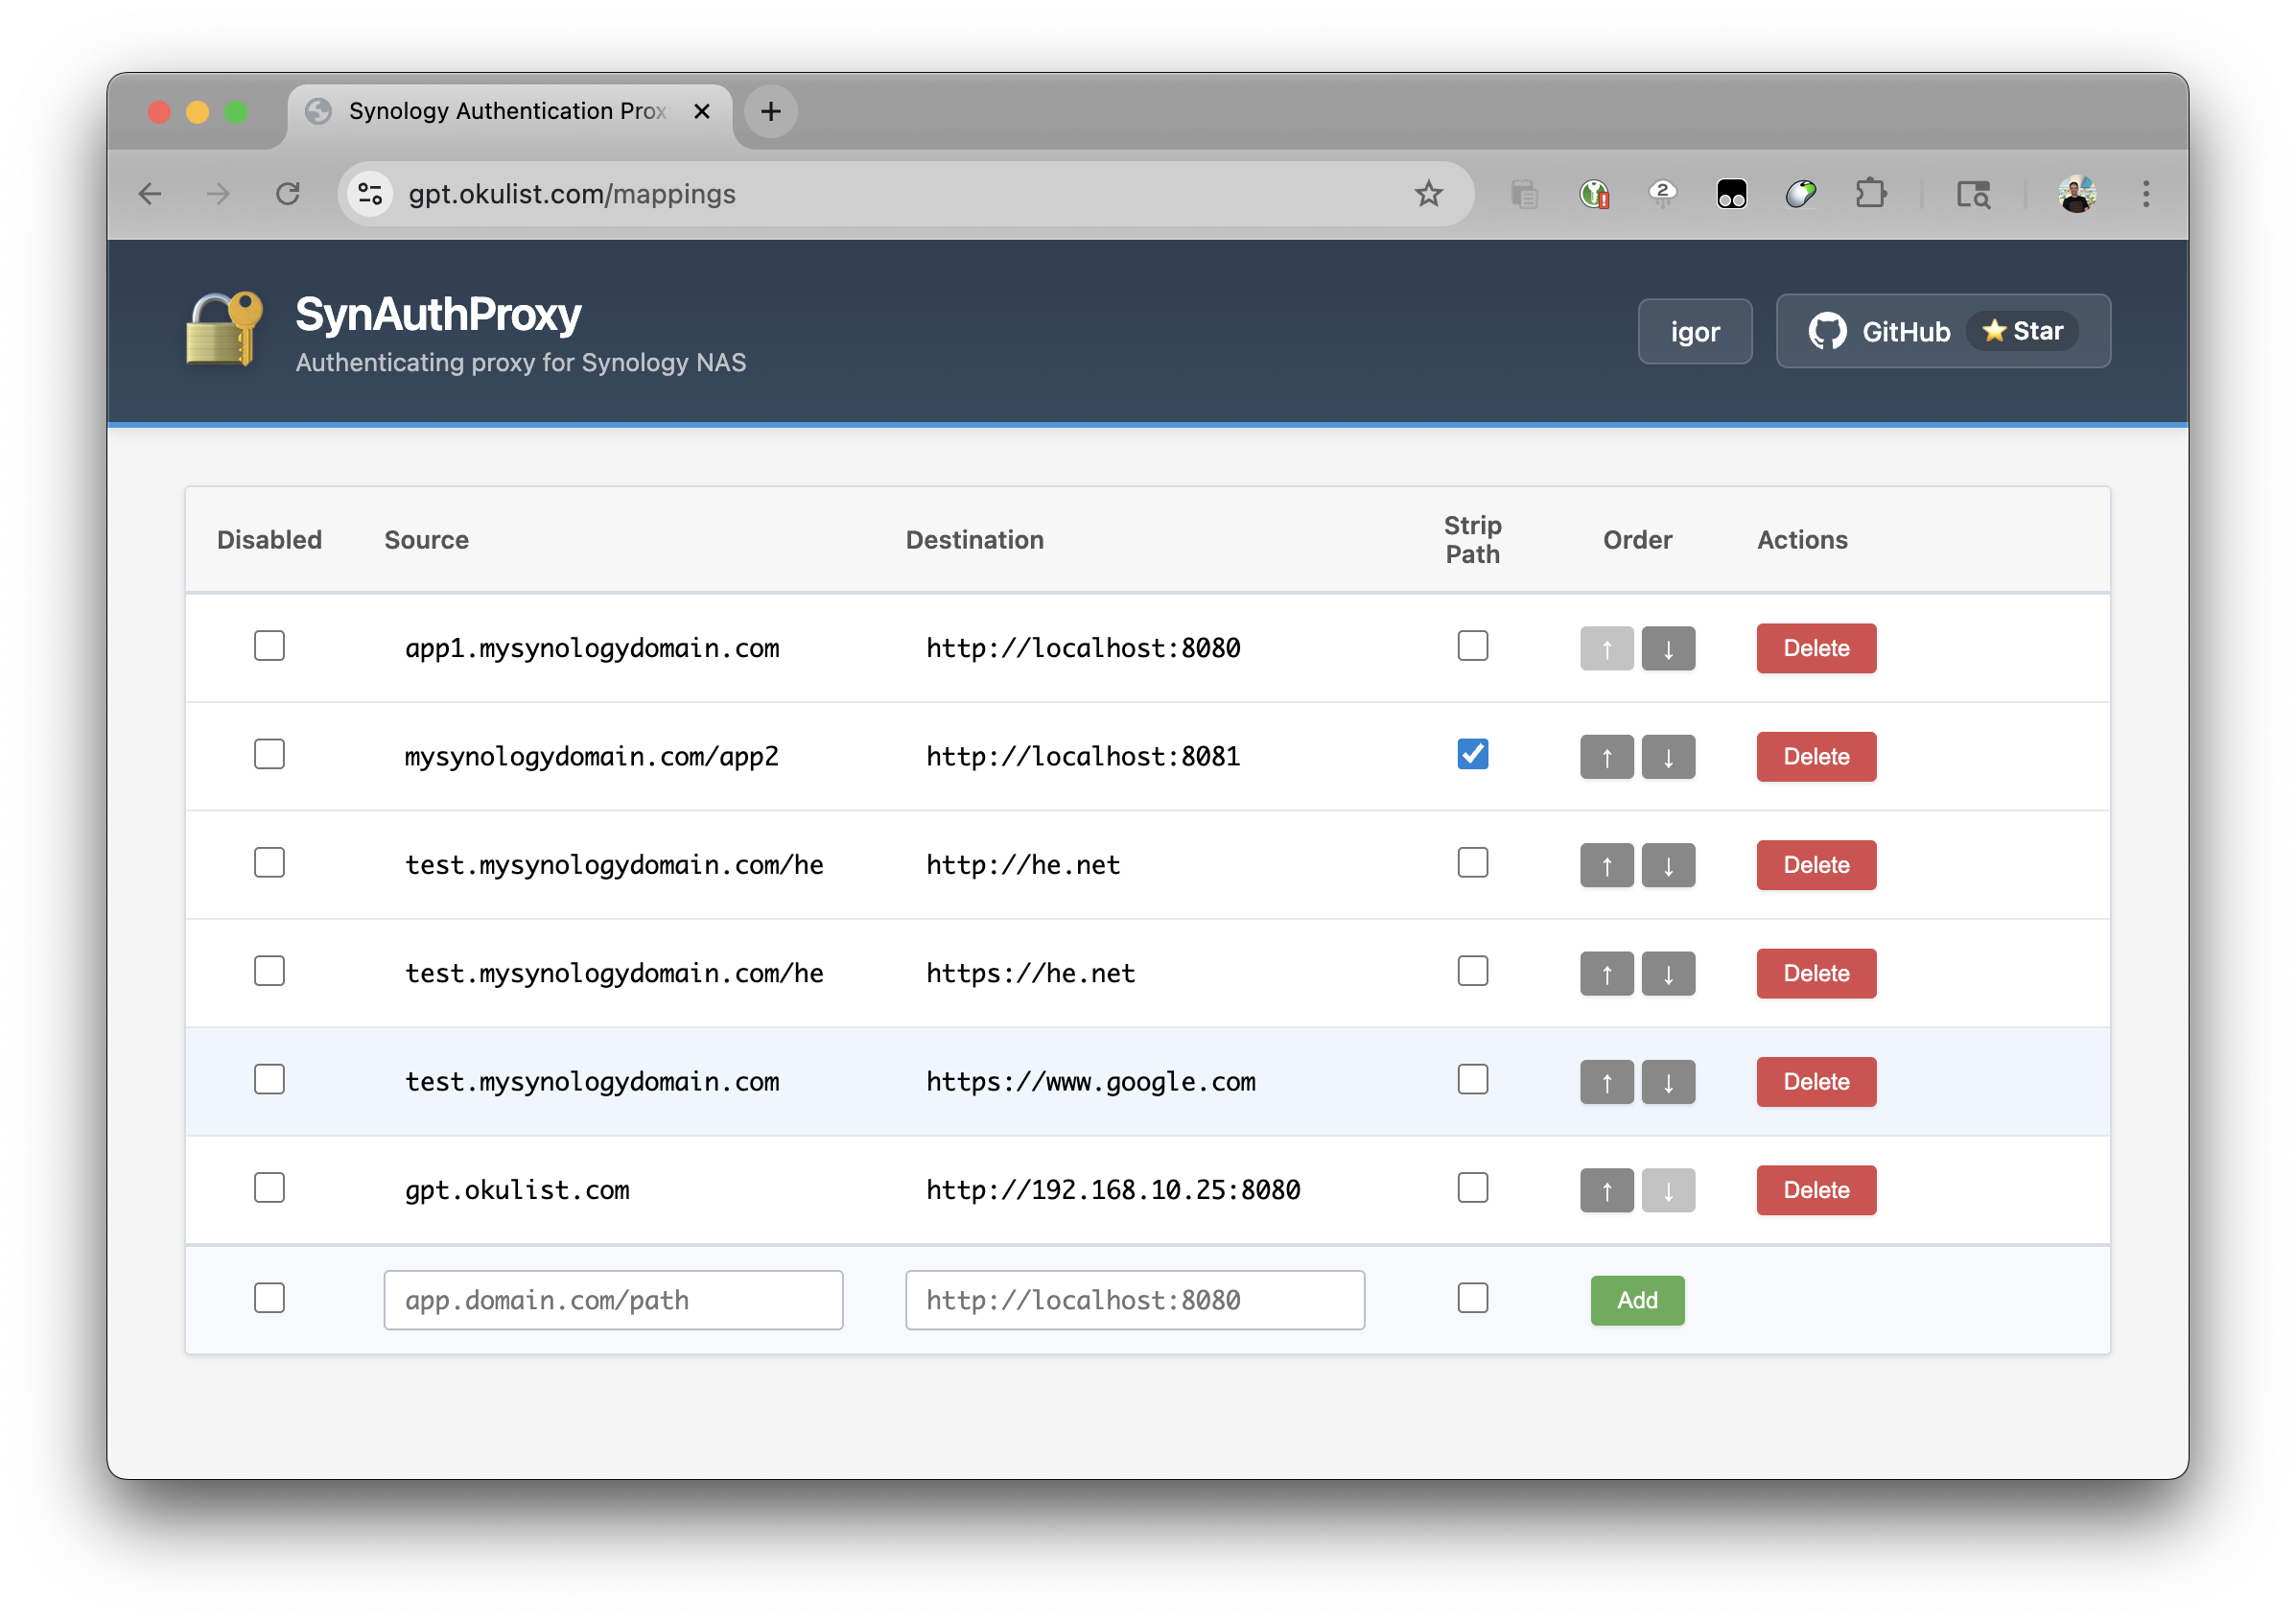 Synology Authentication Prox
gpt.okulist.com/mappings
2
SynAuthProxy
Authenticating proxy for Synology NAS
igor
GitHub ⭐ Star
Disabled Source Destination Strip Path Order Actions
app1.mysynologydomain.com http://localhost:8080 ↑ ↓ Delete
mysynologydomain.com/app2 http://localhost:8081 ↑ ↓ Delete
test.mysynologydomain.com/he http://he.net ↑ ↓ Delete
test.mysynologydomain.com/he https://he.net ↑ ↓ Delete
test.mysynologydomain.com https://www.google.com ↑ ↓ Delete
gpt.okulist.com http://192.168.10.25:8080 ↑ ↓ Delete
app.domain.com/path http://localhost:8080 Add